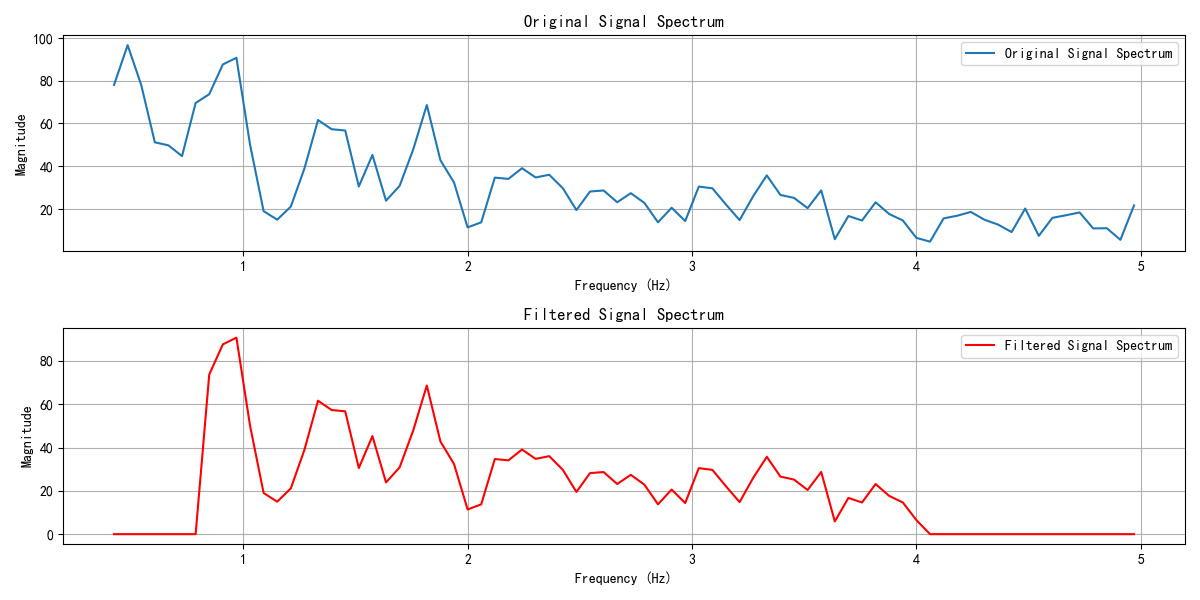 Original Signal Spectrum
100
80
60
40
20
Magnitude
Original Signal Spectrum
1
2
3
4
5
Frequency (Hz)
Filtered Signal Spectrum
80
60
40
20
0
Magnitude
Filtered Signal Spectrum
1
2
3
4
5
Frequency (Hz)